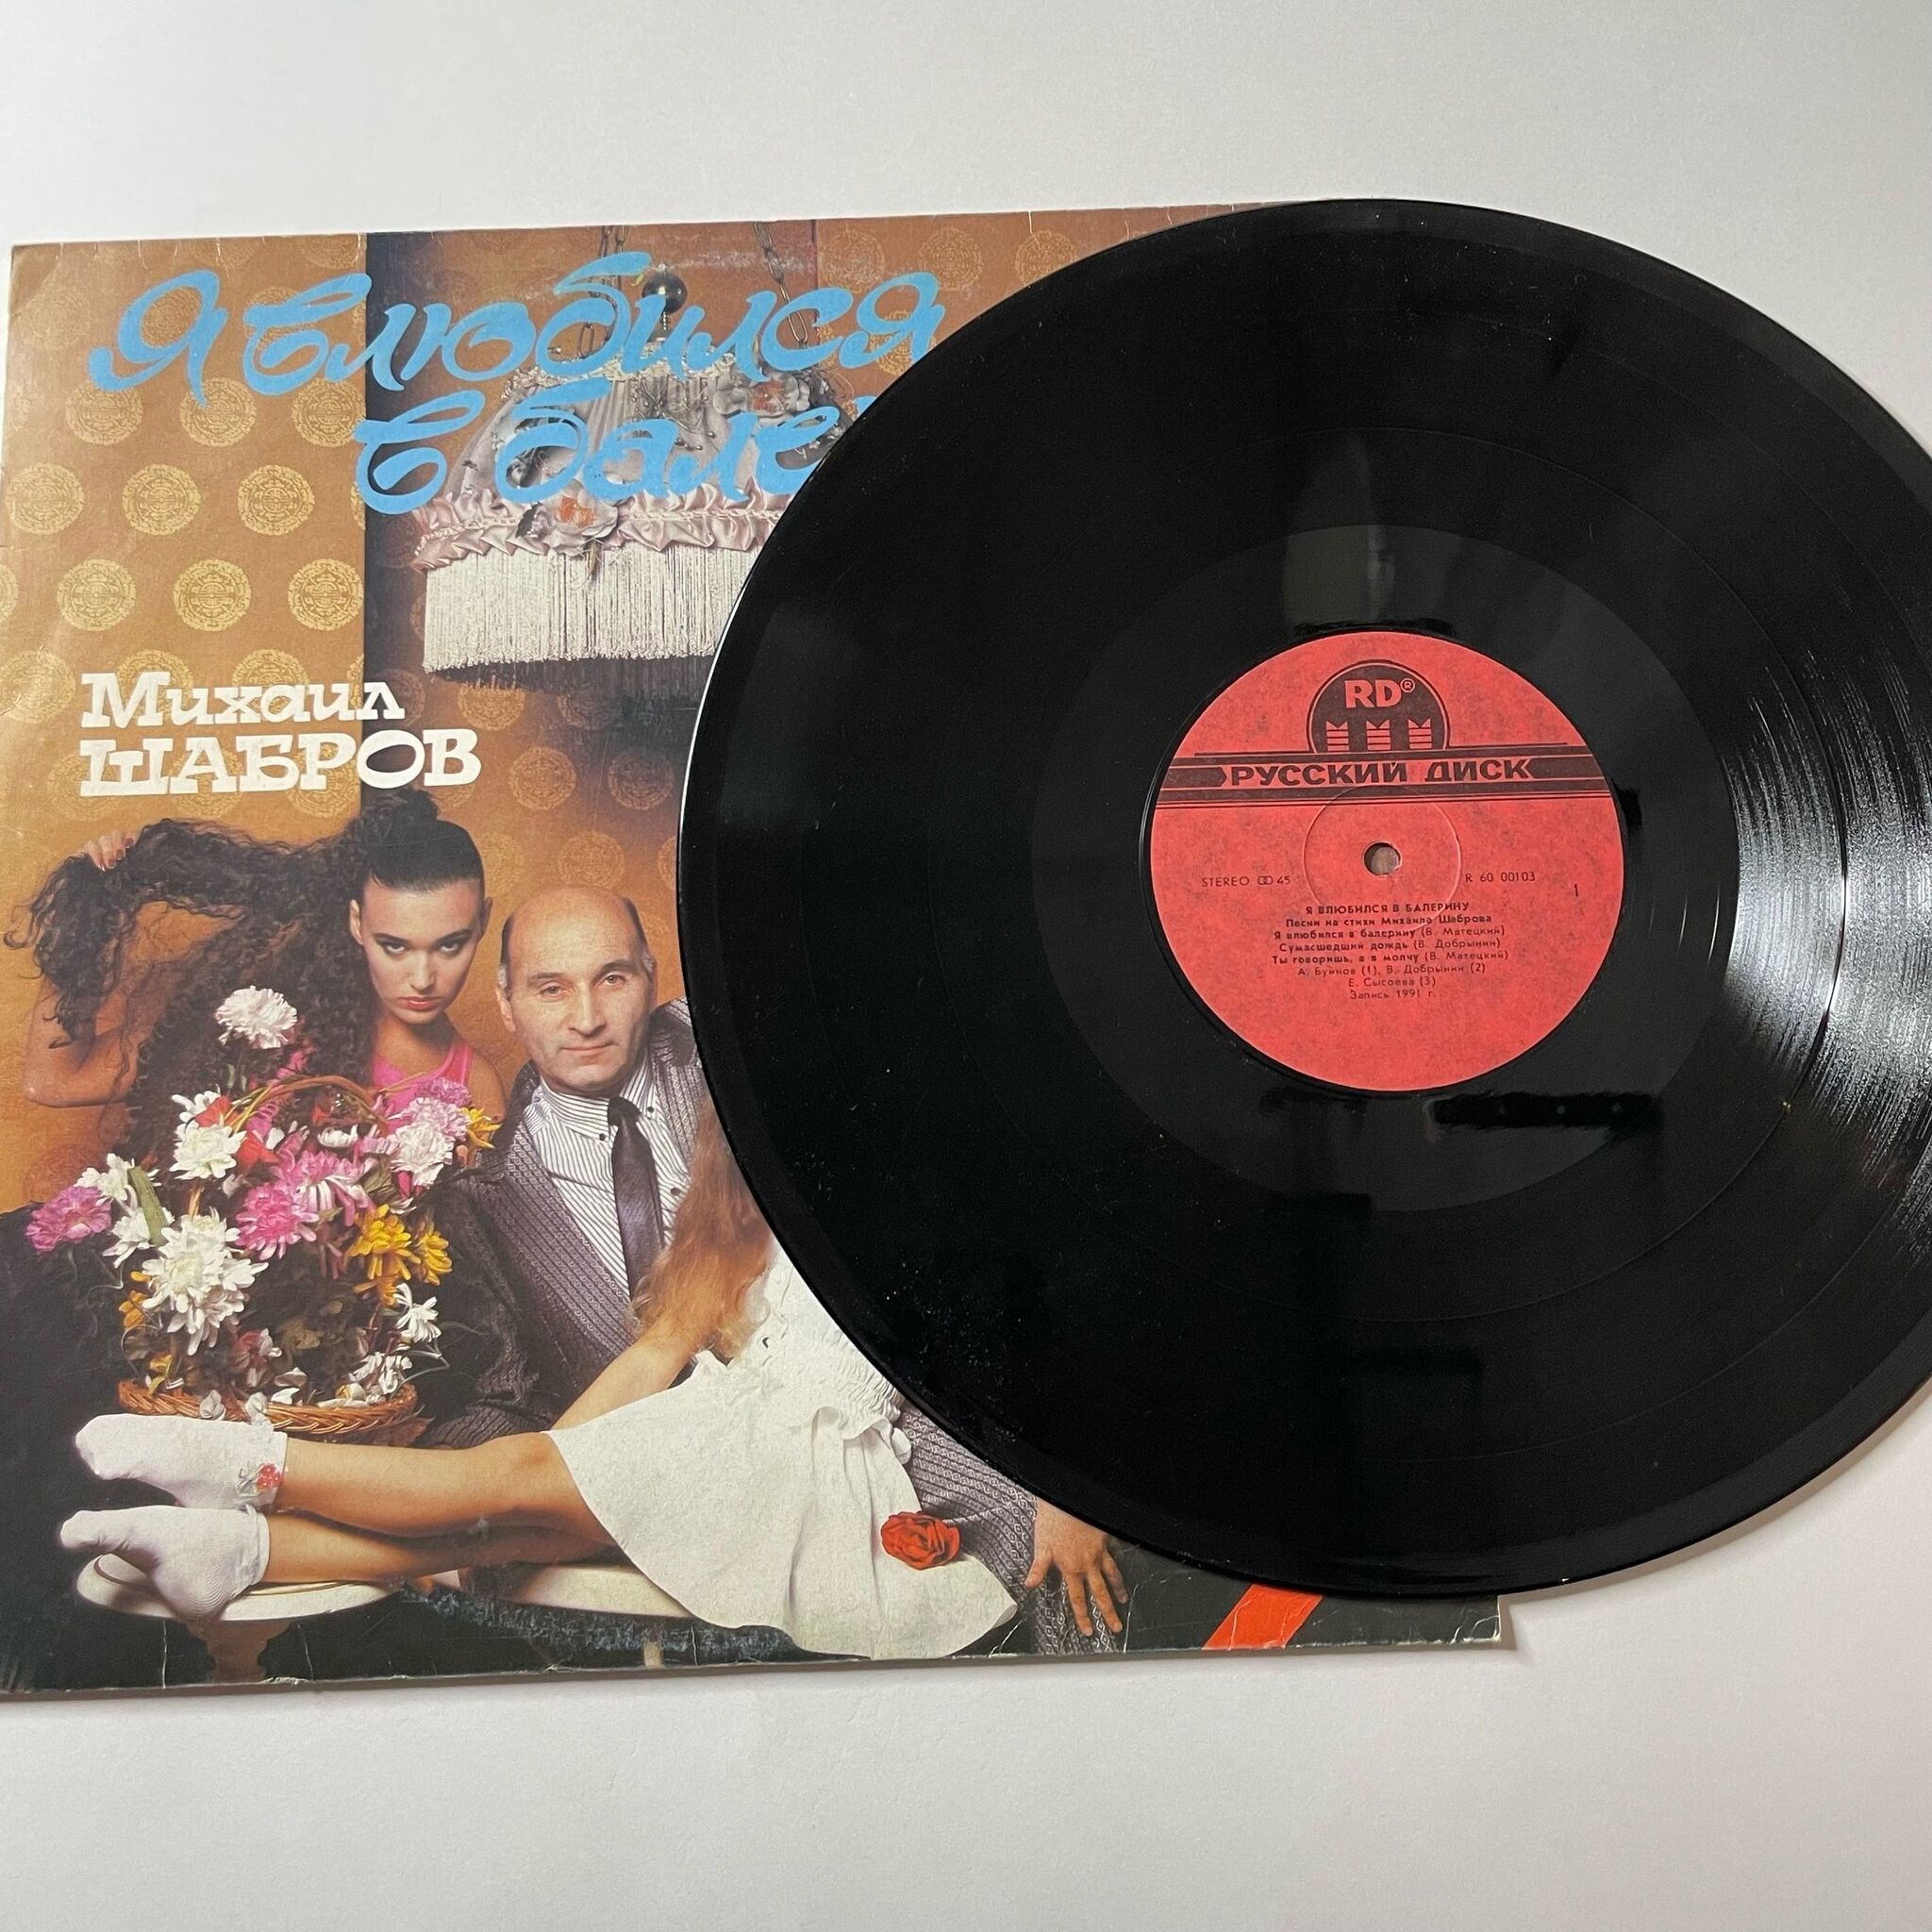 Я влюбился
в бале
Михаил
ШАБРОВ
RD®
РУССКИЙ ДИСК
STEREO 45
R 60 00103
1
Я ВЛЮБИЛСЯ В БАЛЕРИНУ
Песни на стихи Михаила Шаброва
Я влюбился в балерину (В. Матецкий)
Сумасшедший дождь (В. Добрынин)
Ты говоришь, а я молчу (В. Матецкий)
А. Буйнов (1), В. Добрынин (2)
Е. Сысоева (3)
Запись 1991 г.